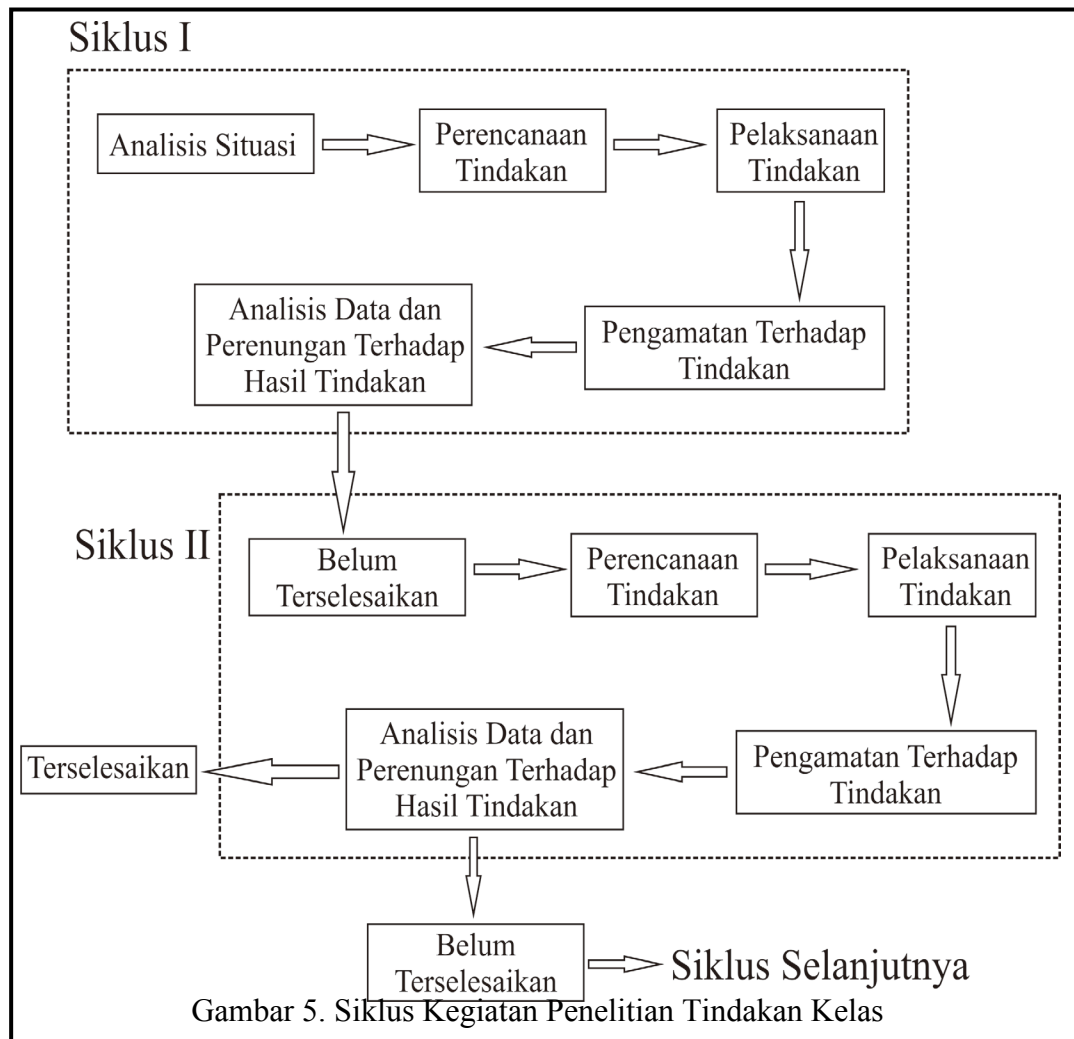 Siklus I
Analisis Situasi
Perencanaan
Tindakan
Pelaksanaan
Tindakan
Pengamatan Terhadap
Tindakan
Analisis Data dan
Perenungan Terhadap
Hasil Tindakan
Siklus II
Belum
Terselesaikan
Perencanaan
Tindakan
Pelaksanaan
Tindakan
Pengamatan Terhadap
Tindakan
Analisis Data dan
Perenungan Terhadap
Hasil Tindakan
Terselesaikan
Belum
Terselesaikan
Siklus Selanjutnya
Gambar 5. Siklus Kegiatan Penelitian Tindakan Kelas